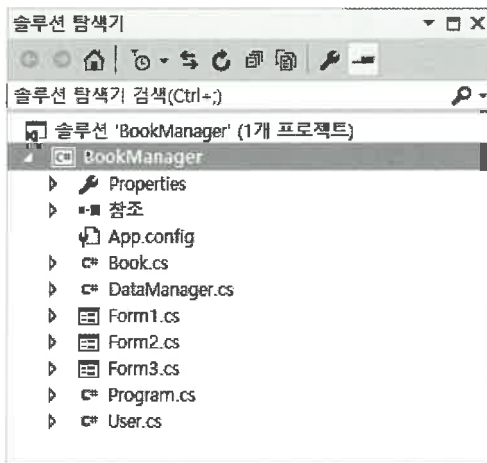 솔루션 탐색기
솔루션 탐색기 검색(Ctrl+;)
솔루션 'BookManager' (1개 프로젝트)
C# BookManager
Properties
참조
App.config
C# Book.cs
C# DataManager.cs
Form1.cs
Form2.cs
Form3.cs
C# Program.cs
C# User.cs